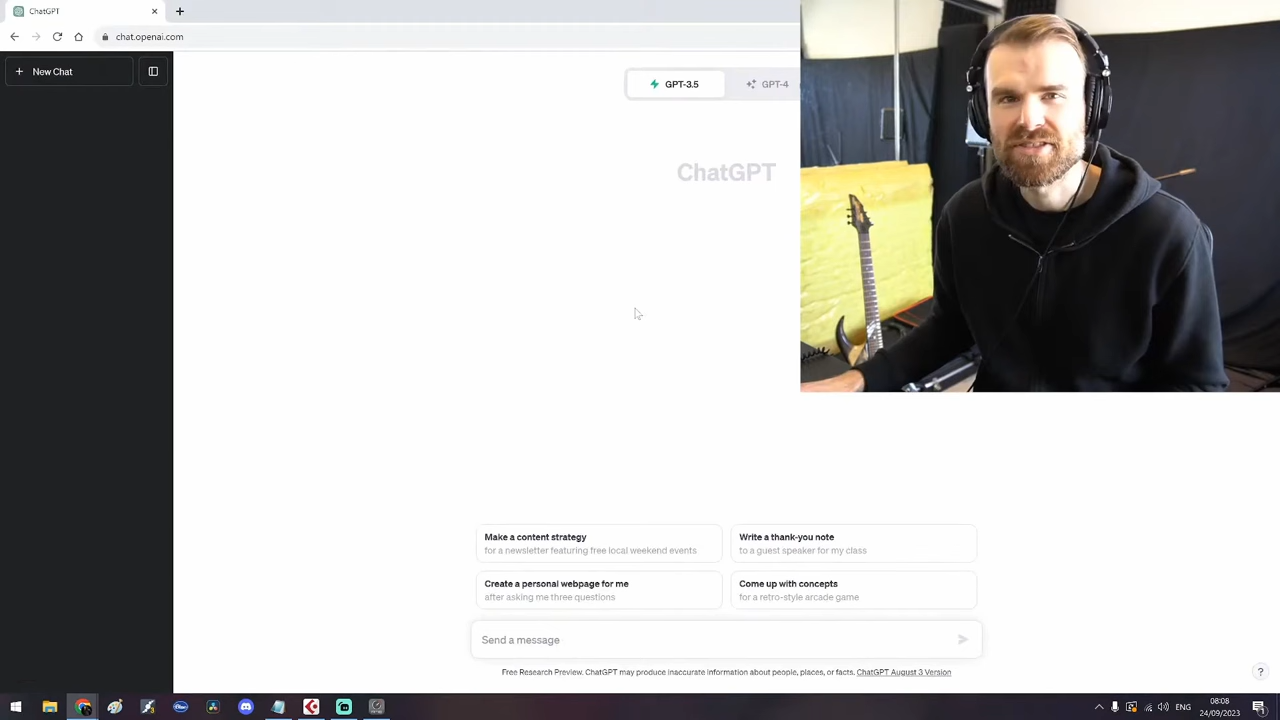 ChatGPT
chat.openai.com
New Chat
GPT-3.5
GPT-4
ChatGPT
Make a content strategy
for a newsletter featuring free local weekend events
Write a thank-you note
to a guest speaker for my class
Create a personal webpage for me
after asking me three questions
Come up with concepts
for a retro-style arcade game
Send a message
Free Research Preview. ChatGPT may produce inaccurate information about people, places, or facts. ChatGPT August 3 Version
?
ENG
08:08
24/09/2023